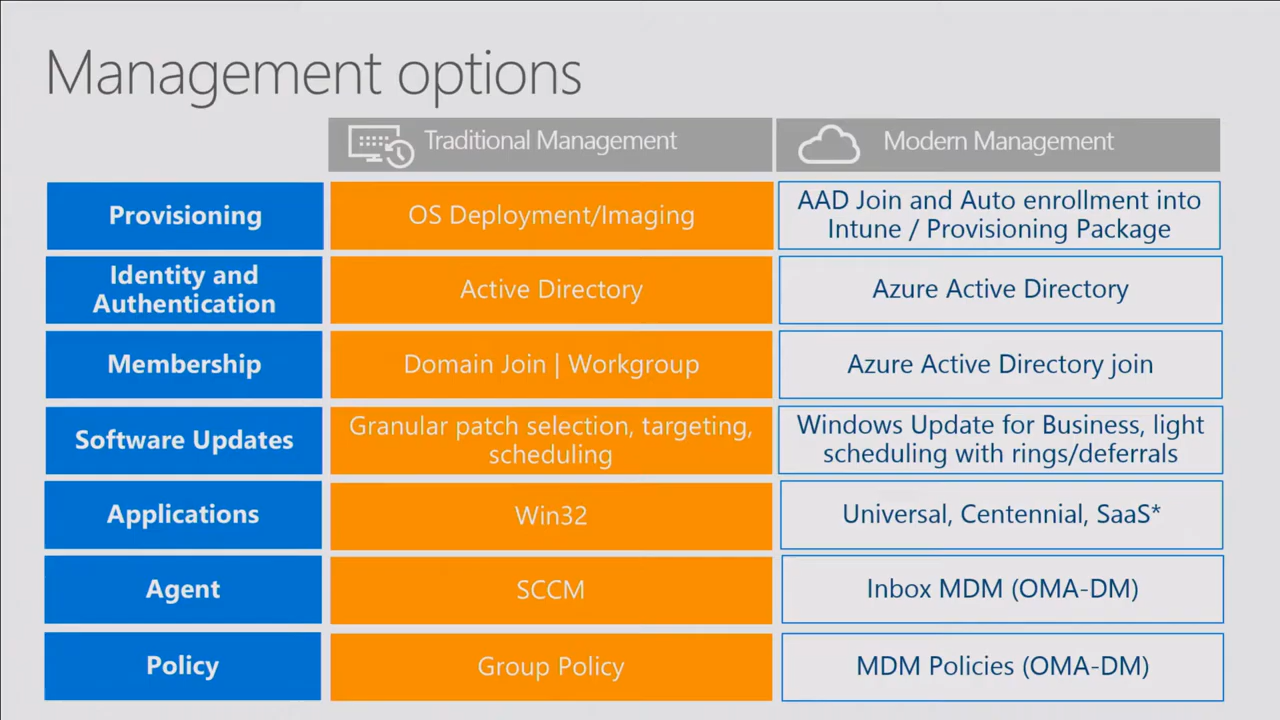 Management options
Traditional Management
Modern Management
Provisioning
OS Deployment/Imaging
AAD Join and Auto enrollment into
Intune / Provisioning Package
Identity and
Authentication
Active Directory
Azure Active Directory
Membership
Domain Join | Workgroup
Azure Active Directory join
Software Updates
Granular patch selection, targeting,
scheduling
Windows Update for Business, light
scheduling with rings/deferrals
Applications
Win32
Universal, Centennial, SaaS*
Agent
SCCM
Inbox MDM (OMA-DM)
Policy
Group Policy
MDM Policies (OMA-DM)